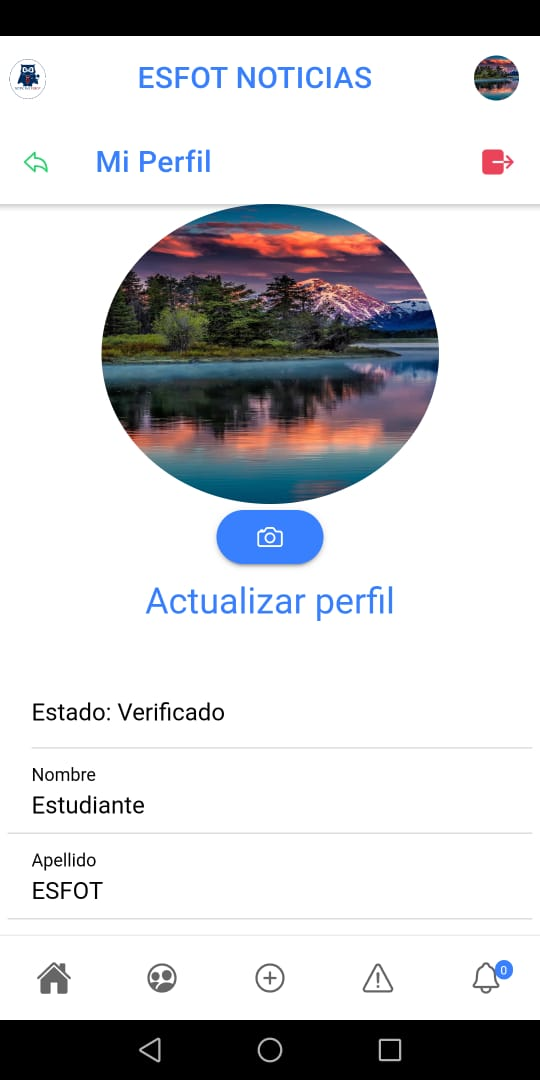 ESFOT NOTICIAS
Mi Perfil
Actualizar perfil
Estado: Verificado
Nombre
Estudiante
Apellido
ESFOT
0